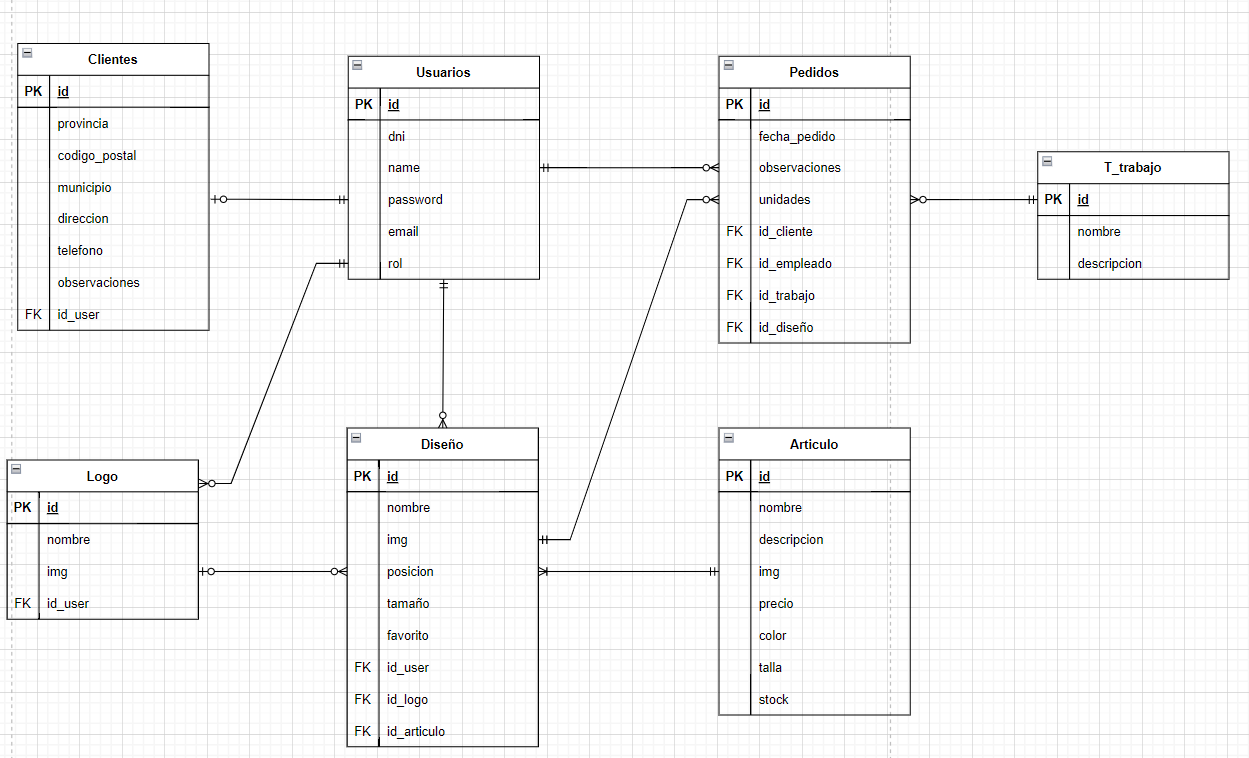 Clientes
PK id
provincia
codigo_postal
municipio
direccion
telefono
observaciones
FK id_user
Usuarios
PK id
dni
name
password
email
rol
Pedidos
PK id
fecha_pedido
observaciones
unidades
FK id_cliente
FK id_empleado
FK id_trabajo
FK id_diseño
T_trabajo
PK id
nombre
descripcion
Logo
PK id
nombre
img
FK id_user
Diseño
PK id
nombre
img
posicion
tamaño
favorito
FK id_user
FK id_logo
FK id_articulo
Articulo
PK id
nombre
descripcion
img
precio
color
talla
stock